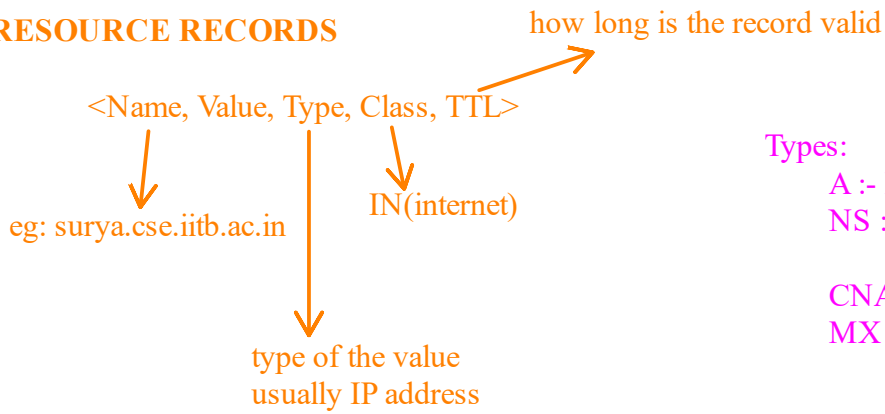 RESOURCE RECORDS
how long is the record valid
<Name, Value, Type, Class, TTL>
eg: surya.cse.iitb.ac.in
IN(internet)
type of the value
usually IP address
Types:
A :-
NS :
MX